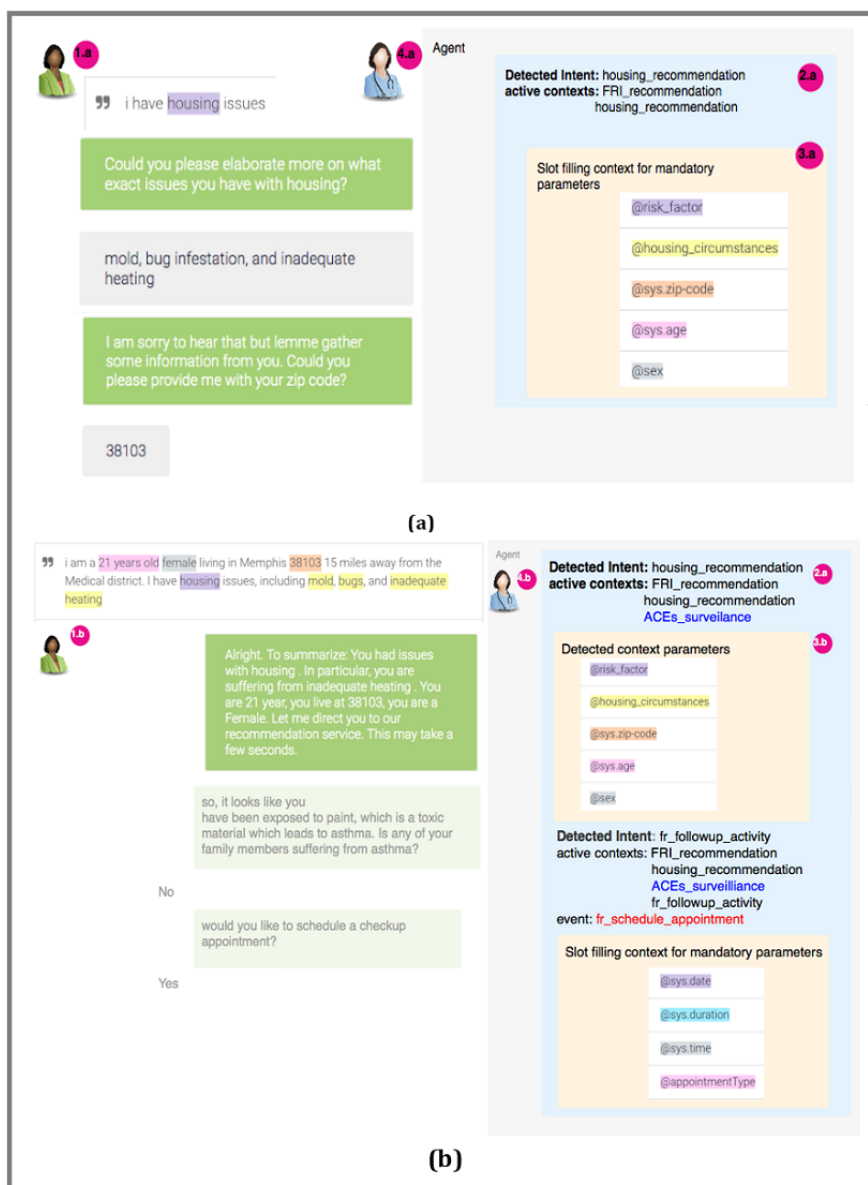 1.a
4.a
Agent
i have housing issues
Could you please elaborate more on what
exact issues you have with housing?
mold, bug infestation, and inadequate
heating
I am sorry to hear that but lemme gather
some information from you. Could you
please provide me with your zip code?
38103
Detected Intent: housing_recommendation
2.a
active contexts: FRI_recommendation
housing_recommendation
3.a
Slot filling context for mandatory
parameters
@risk_factor
@housing_circumstances
@sys.zip-code
@sys.age
@sex
(a)
i am a 21 years old female living in Memphis 38103 15 miles away from the
Medical district. I have housing issues, including mold, bugs, and inadequate
heating
1.b
Alright. To summarize: You had issues
with housing . In particular, you are
suffering from inadequate heating . You
are 21 year, you live at 38103, you are a
Female. Let me direct you to our
recommendation service. This may take a
few seconds.
so, it looks like you
have been exposed to paint, which is a toxic
material which leads to asthma. Is any of your
family members suffering from asthma?
No
would you like to schedule a checkup
appointment?
Yes
Agent
4.b
Detected Intent: housing_recommendation
2.a
active contexts: FRI_recommendation
housing_recommendation
ACEs_surveilance
3.b
Detected context parameters
@risk_factor
@housing_circumstances
@sys.zip-code
@sys.age
@sex
Detected Intent: fr_followup_activity
active contexts: FRI_recommendation
housing_recommendation
ACEs_surveilliance
fr_followup_activity
event: fr_schedule_appointment
Slot filling context for mandatory parameters
@sys.date
@sys.duration
@sys.time
@appointmentType
(b)